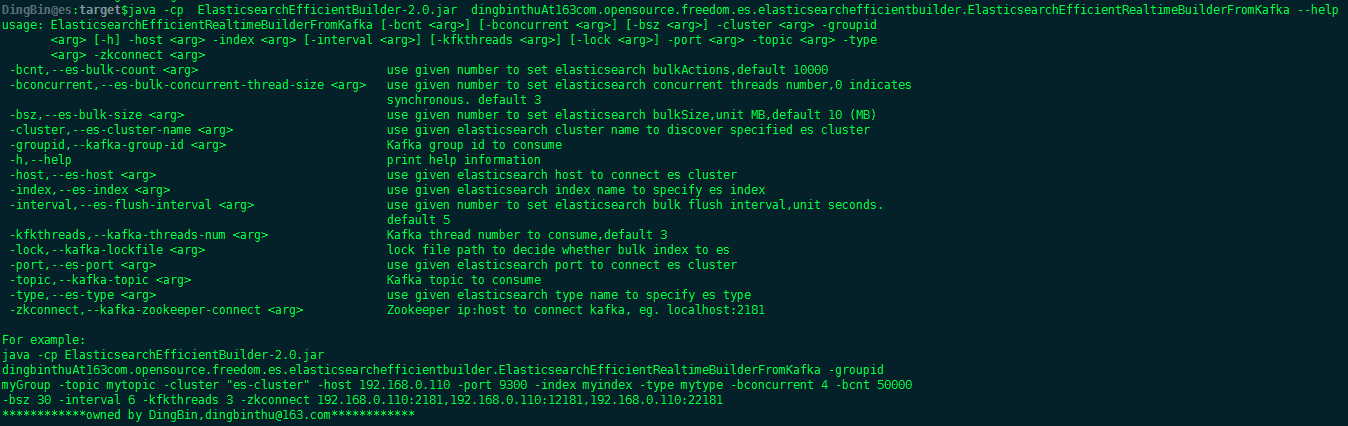 DingBin@es:target$java -cp  ElasticsearchEfficientBuilder-2.0.jar  dingbinthuAt163com.opensource.freedom.es.elasticsearchefficientbuilder.ElasticsearchEfficientRealtimeBuilderFromKafka --help
usage: ElasticsearchEfficientRealtimeBuilderFromKafka [-bcnt <arg>] [-bconcurrent <arg>] [-bsz <arg>] -cluster <arg> -groupid
       <arg> [-h] -host <arg> -index <arg> [-interval <arg>] [-kfkthreads <arg>] [-lock <arg>] -port <arg> -topic <arg> -type
       <arg> -zkconnect <arg>
 -bcnt,--es-bulk-count <arg>                           use given number to set elasticsearch bulkActions,default 10000
 -bconcurrent,--es-bulk-concurrent-thread-size <arg>   use given number to set elasticsearch concurrent threads number,0 indicates
                                                       synchronous. default 3
 -bsz,--es-bulk-size <arg>                             use given number to set elasticsearch bulkSize,unit MB,default 10 (MB)
 -cluster,--es-cluster-name <arg>                      use given elasticsearch cluster name to discover specified es cluster
 -groupid,--kafka-group-id <arg>                       Kafka group id to consume
 -h,--help                                             print help information
 -host,--es-host <arg>                                 use given elasticsearch host to connect es cluster
 -index,--es-index <arg>                               use given elasticsearch index name to specify es index
 -interval,--es-flush-interval <arg>                   use given number to set elasticsearch bulk flush interval,unit seconds.
                                                       default 5
 -kfkthreads,--kafka-threads-num <arg>                 Kafka thread number to consume,default 3
 -lock,--kafka-lockfile <arg>                          lock file path to decide whether bulk index to es
 -port,--es-port <arg>                                 use given elasticsearch port to connect es cluster
 -topic,--kafka-topic <arg>                            Kafka topic to consume
 -type,--es-type <arg>                                 use given elasticsearch type name to specify es type
 -zkconnect,--kafka-zookeeper-connect <arg>            Zookeeper ip:host to connect kafka, eg. localhost:2181

For example:
java -cp ElasticsearchEfficientBuilder-2.0.jar
dingbinthuAt163com.opensource.freedom.es.elasticsearchefficientbuilder.ElasticsearchEfficientRealtimeBuilderFromKafka -groupid
myGroup -topic mytopic -cluster "es-cluster" -host 192.168.0.110 -port 9300 -index myindex -type mytype -bconcurrent 4 -bcnt 50000
-bsz 30 -interval 6 -kfkthreads 3 -zkconnect 192.168.0.110:2181,192.168.0.110:12181,192.168.0.110:22181
************owned by DingBin,dingbinthu@163.com************